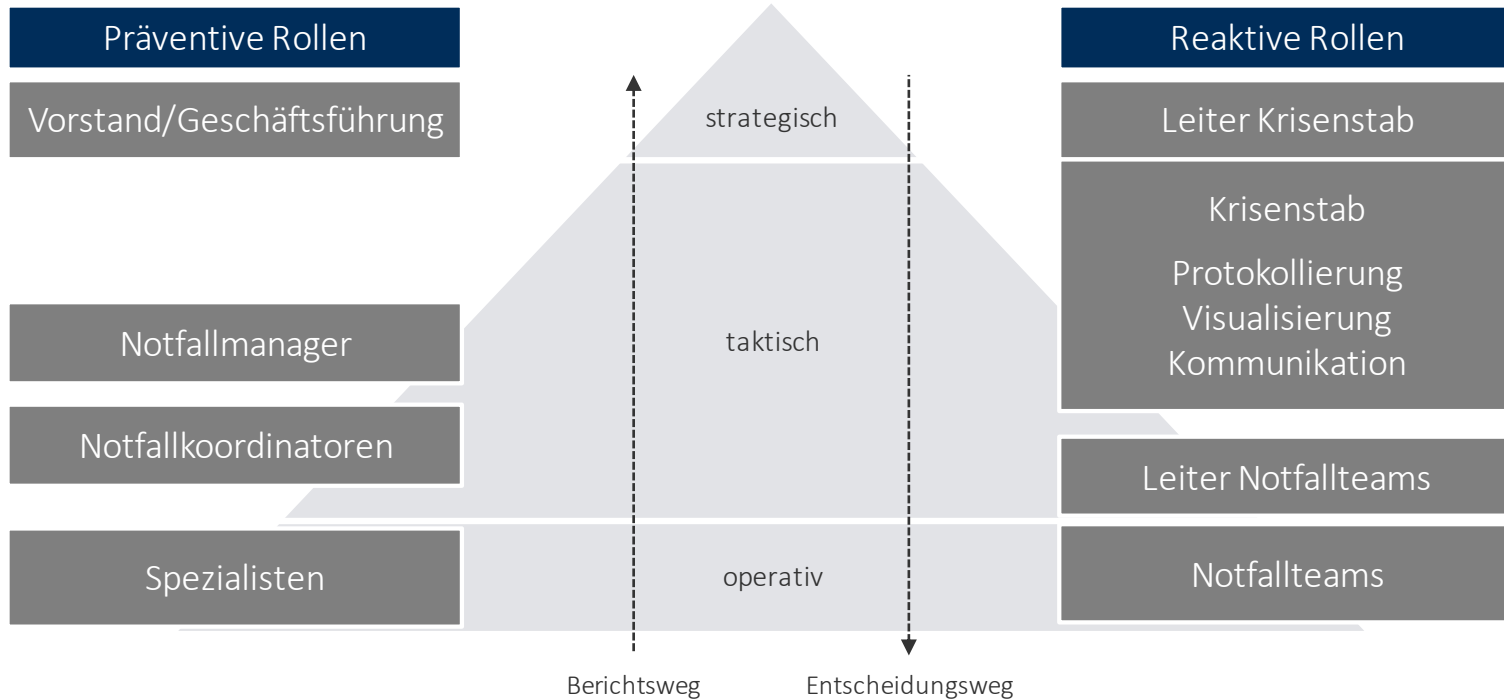 Präventive Rollen
Reaktive Rollen
Vorstand/Geschäftsführung
strategisch
Leiter Krisenstab
Krisenstab
Protokollierung
Visualisierung
Kommunikation
Notfallmanager
taktisch
Notfallkoordinatoren
Leiter Notfallteams
Spezialisten
operativ
Notfallteams
Berichtsweg
Entscheidungsweg